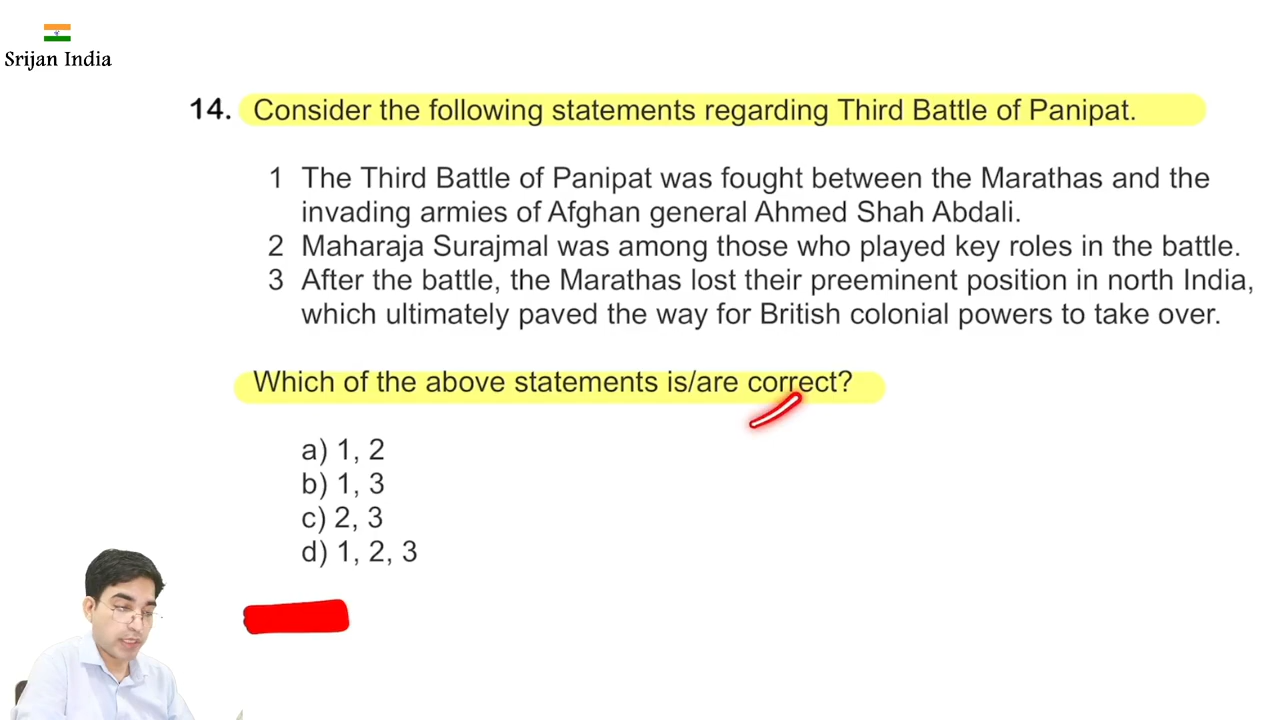 Srijan India
14. Consider the following statements regarding Third Battle of Panipat.
1 The Third Battle of Panipat was fought between the Marathas and the
invading armies of Afghan general Ahmed Shah Abdali.
2 Maharaja Surajmal was among those who played key roles in the battle.
3 After the battle, the Marathas lost their preeminent position in north India,
which ultimately paved the way for British colonial powers to take over.
Which of the above statements is/are correct?
a) 1, 2
b) 1, 3
c) 2, 3
d) 1, 2, 3